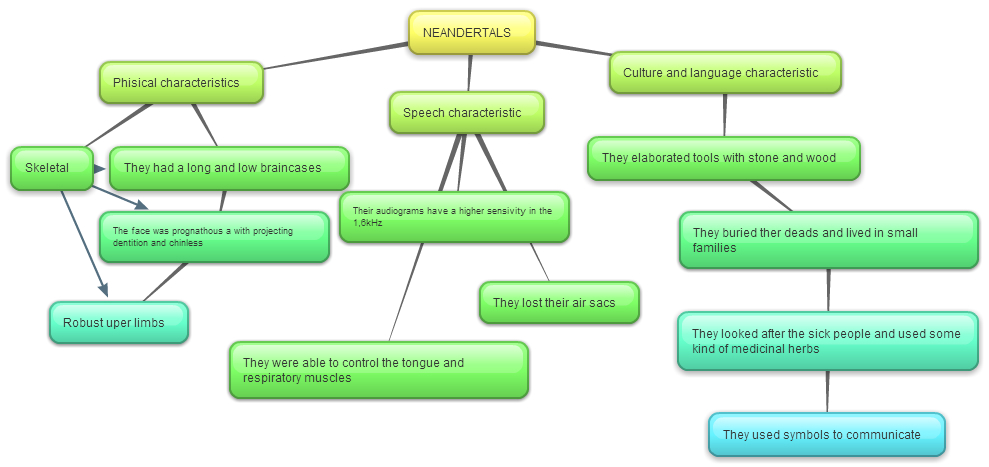 NEANDERTALS
Phisical characteristics
Culture and language characteristic
Speech characteristic
Skeletal
They had a long and low braincases
They elaborated tools with stone and wood
The face was prognathous a with projecting
dentition and chinless
Their audiograms have a higher sensivity in the
1,6kHz
They buried ther deads and lived in small
families
They lost their air sacs
Robust uper limbs
They looked after the sick people and used some
kind of medicinal herbs
They were able to control the tongue and
respiratory muscles
They used symbols to communicate